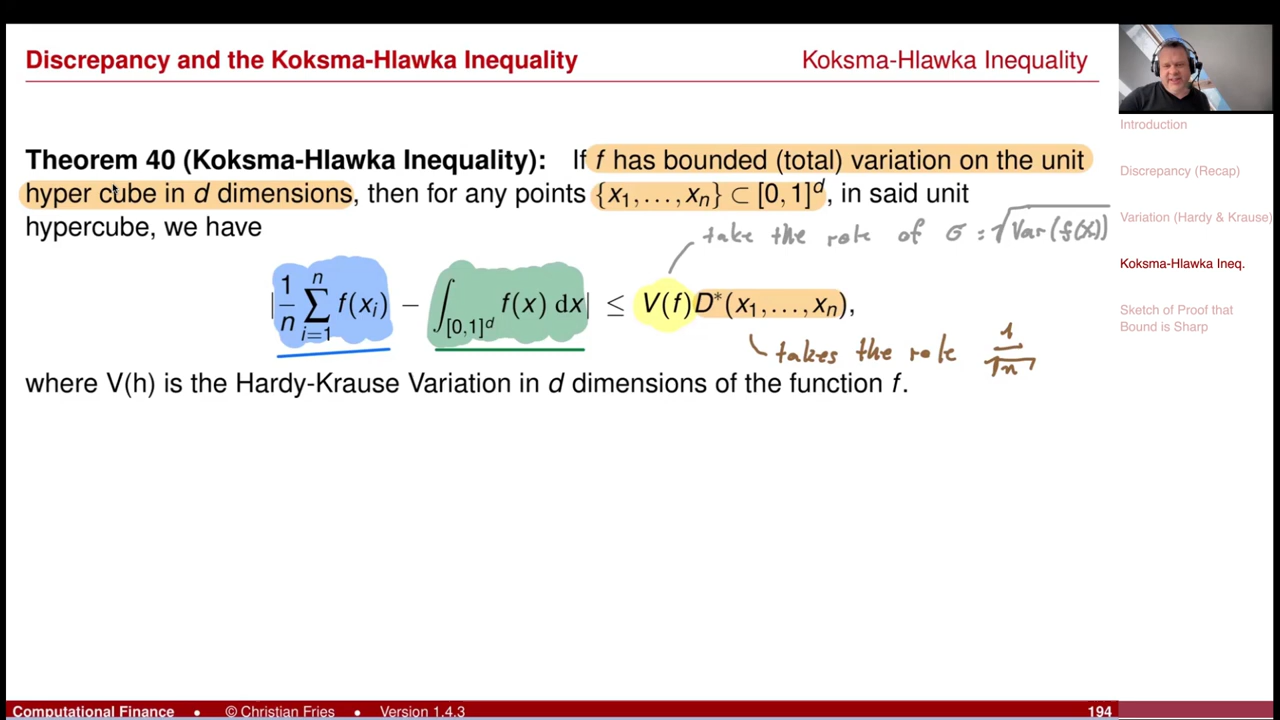 Discrepancy and the Koksma-Hlawka Inequality
Koksma-Hlawka Inequality
Introduction
Discrepancy (Recap)
Variation (Hardy & Krause)
Koksma-Hlawka Ineq.
Sketch of Proof that
Bound is Sharp
Theorem 40 (Koksma-Hlawka Inequality): If f has bounded (total) variation on the unit
hyper cube in d dimensions, then for any points {x₁,…,xₙ} ⊂ [0,1]ᵈ, in said unit
hypercube, we have
take the role of σ = √Var(f(x))
|1/n ∑ⁿᵢ₌₁ f(xᵢ) − ∫_[0,1]ᵈ f(x) dx| ≤ V(f)D*(x₁,…,xₙ),
takes the role 1/√n
where V(h) is the Hardy-Krause Variation in d dimensions of the function f.
Computational Finance • © Christian Fries • Version 1.4.3
194